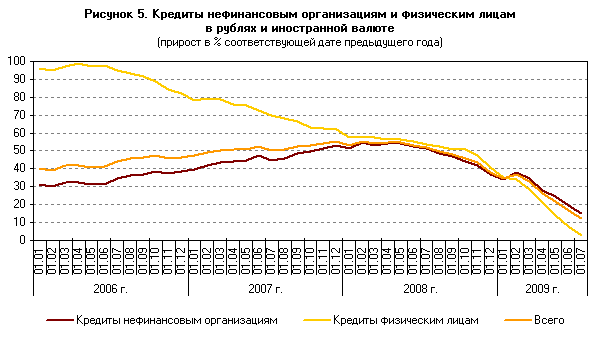 Рисунок 5. Кредиты нефинансовым организациям и физическим лицам
в рублях и иностранной валюте
(прирост в % соответствующей дате предыдущего года)
100
90
80
70
60
50
40
30
20
10
0
01.01 01.02 01.03 01.04 01.05 01.06 01.07 01.08 01.09 01.10 01.11 01.12 01.01 01.02 01.03 01.04 01.05 01.06 01.07 01.08 01.09 01.10 01.11 01.12 01.01 01.02 01.03 01.04 01.05 01.06 01.07 01.08 01.09 01.10 01.11 01.12 01.01 01.02 01.03 01.04 01.05 01.06 01.07
2006 г. 2007 г. 2008 г. 2009 г.
Кредиты нефинансовым организациям Кредиты физическим лицам Всего